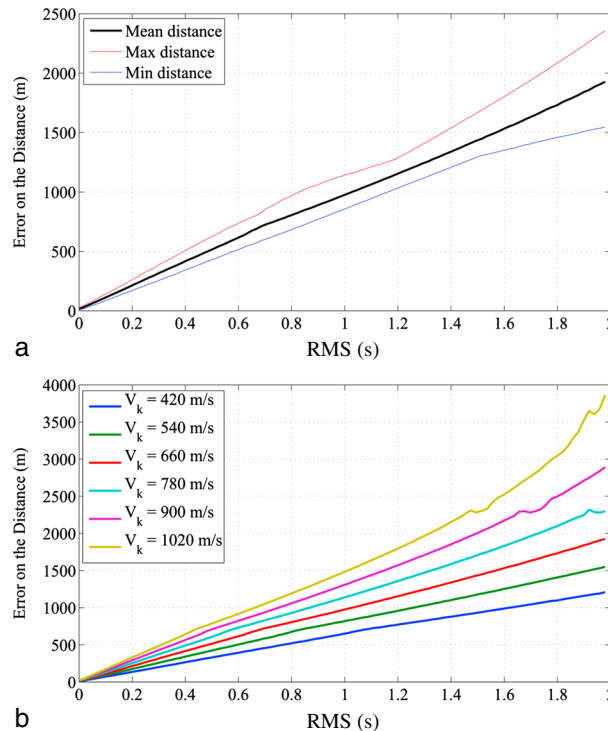 2500
2000
1500
1000
500
0
Error on the Distance (m)
Mean distance
Max distance
Min distance
0 0.2 0.4 0.6 0.8 1 1.2 1.4 1.6 1.8 2
RMS (s)
a
4000
3500
3000
2500
2000
1500
1000
500
0
Error on the Distance (m)
V_k = 420 m/s
V_k = 540 m/s
V_k = 660 m/s
V_k = 780 m/s
V_k = 900 m/s
V_k = 1020 m/s
0 0.2 0.4 0.6 0.8 1 1.2 1.4 1.6 1.8 2
RMS (s)
b